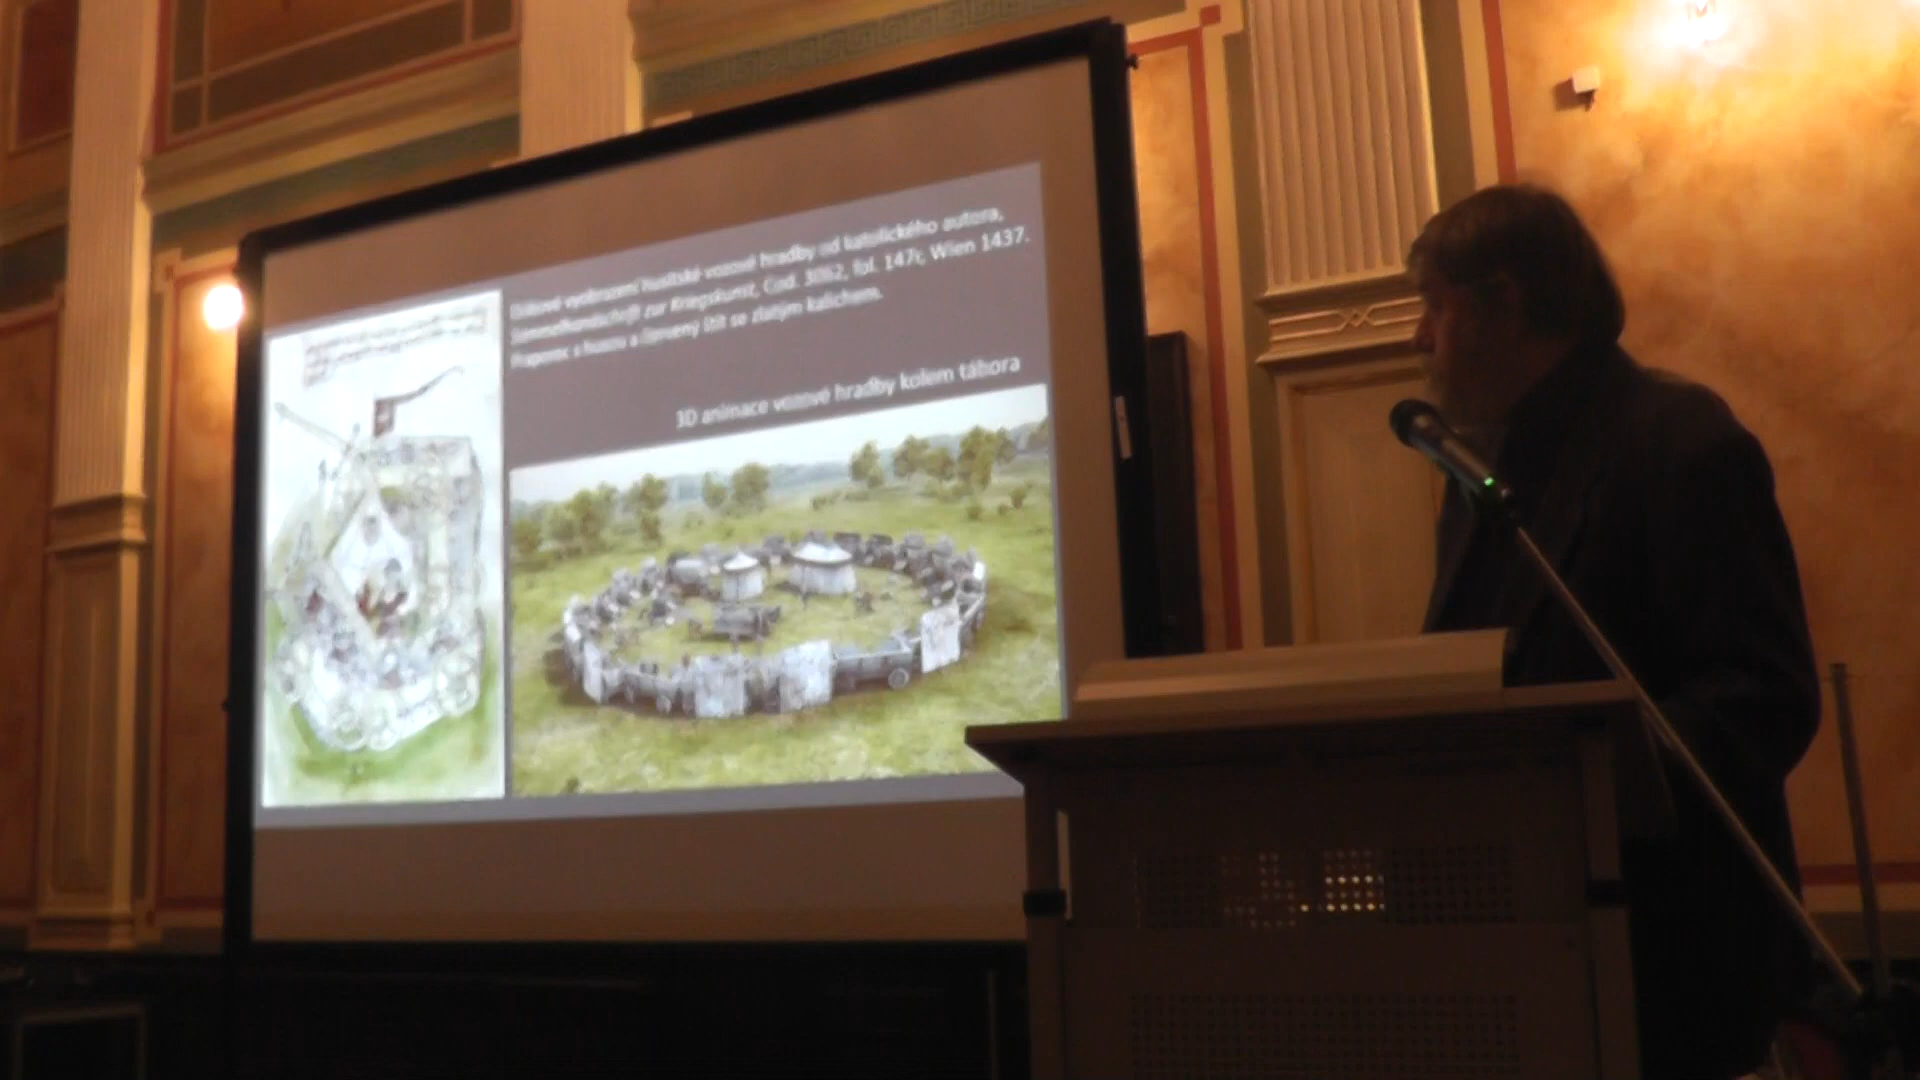 Dobové vyobrazení husitské vozové hradby od katolického autora,
Sammelhandschrift zur Kriegskunst, Cod. 3062, fol. 147r, Wien 1437.
Praporec s husou a červený štít se zlatým kalichem.
3D animace vozové hradby kolem tábora